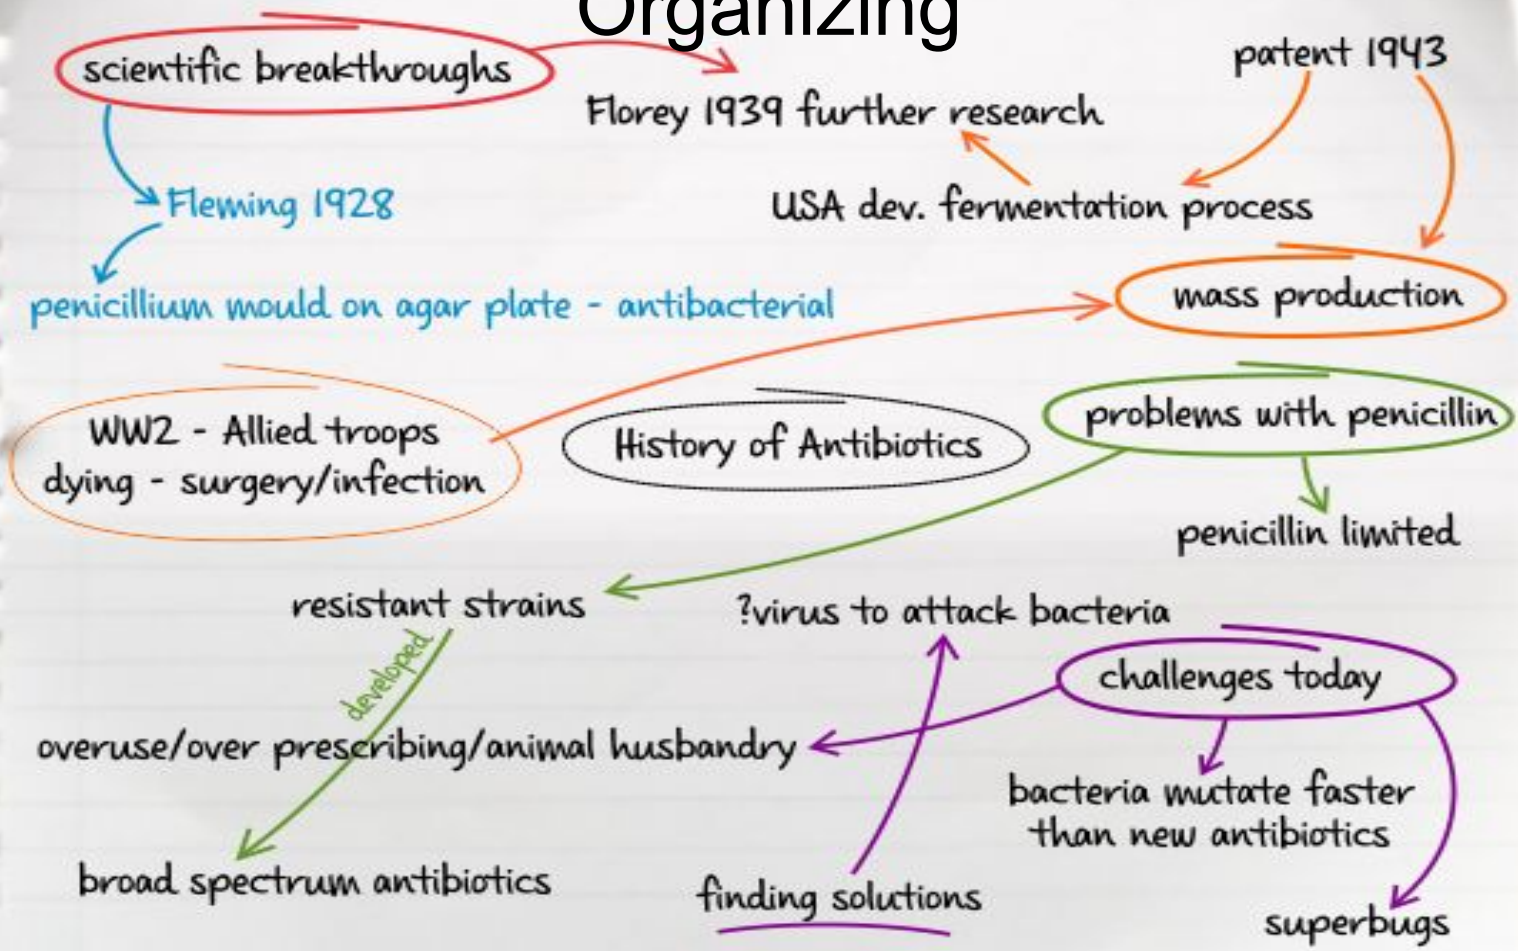 Organizing
scientific breakthroughs
patent 1943
Florey 1939 further research
Fleming 1928
USA dev. fermentation process
penicillium mould on agar plate - antibacterial
mass production
WW2 - Allied troops
dying - surgery/infection
History of Antibiotics
problems with penicillin
penicillin limited
resistant strains
?virus to attack bacteria
developed
challenges today
overuse/over prescribing/animal husbandry
bacteria mutate faster
than new antibiotics
broad spectrum antibiotics
finding solutions
superbugs